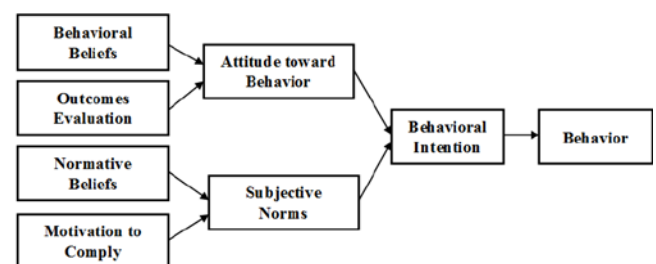 Behavioral
Beliefs
Outcomes
Evaluation
Attitude toward
Behavior
Normative
Beliefs
Motivation to
Comply
Subjective
Norms
Behavioral
Intention
Behavior